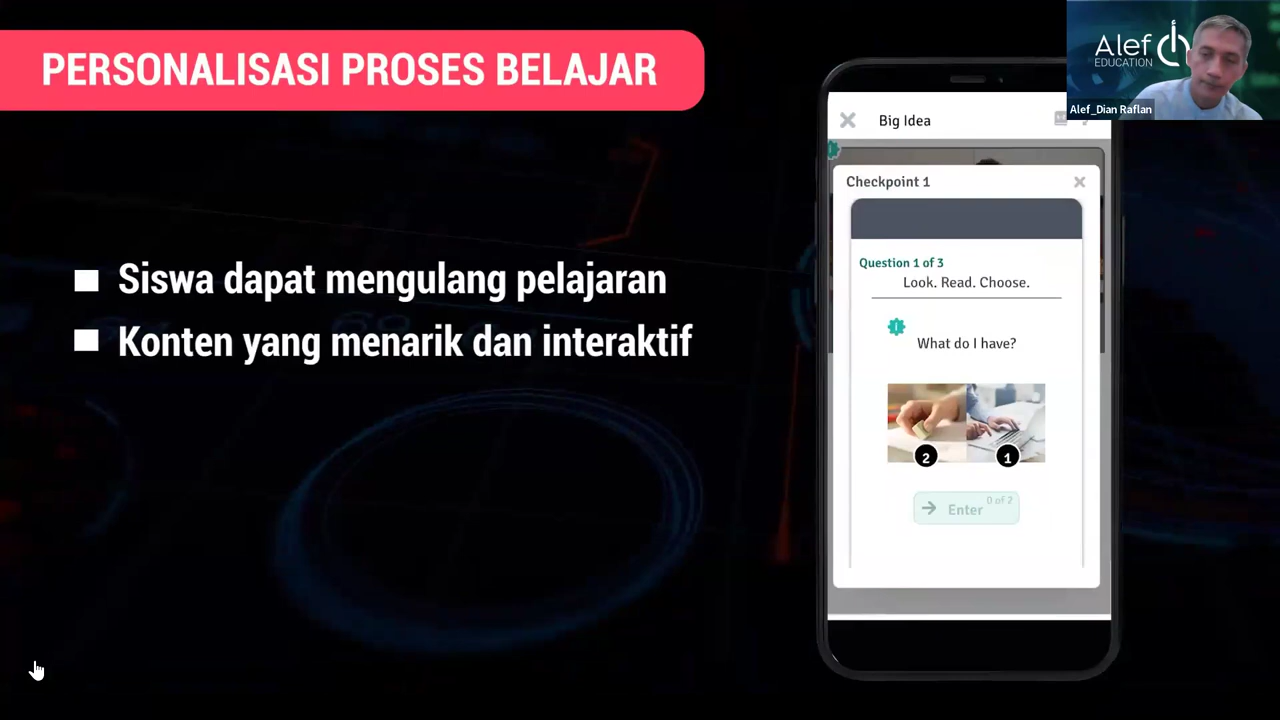 PERSONALISASI PROSES BELAJAR
Siswa dapat mengulang pelajaran
Konten yang menarik dan interaktif
Alef
EDUCATION
Alef_Dian Raflan
Big Idea
Checkpoint 1
Question 1 of 3
Look. Read. Choose.
What do I have?
2
1
Enter
0 of 2